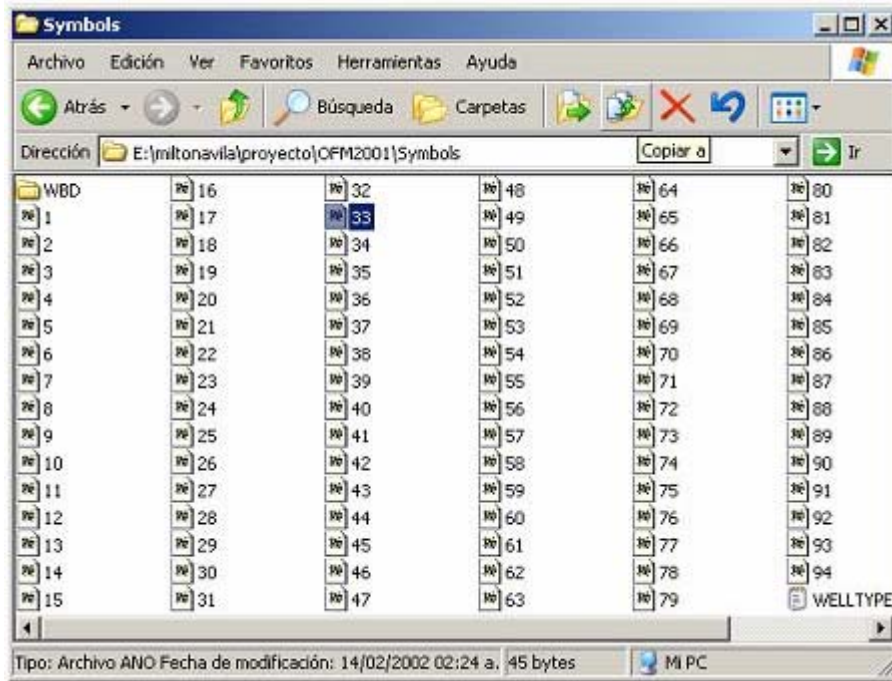 Symbols
Archivo Edición Ver Favoritos Herramientas Ayuda
Atrás Búsqueda Carpetas
Dirección E:\miltonavila\proyecto\OFM2001\Symbols Copiar a Ir
WBD 16 32 48 64 80
1 17 33 49 65 81
2 18 34 50 66 82
3 19 35 51 67 83
4 20 36 52 68 84
5 21 37 53 69 85
6 22 38 54 70 86
7 23 39 55 71 87
8 24 40 56 72 88
9 25 41 57 73 89
10 26 42 58 74 90
11 27 43 59 75 91
12 28 44 60 76 92
13 29 45 61 77 93
14 30 46 62 78 94
15 31 47 63 79 WELLTYPE
Tipo: Archivo ANO Fecha de modificación: 14/02/2002 02:24 a. 45 bytes Mi PC